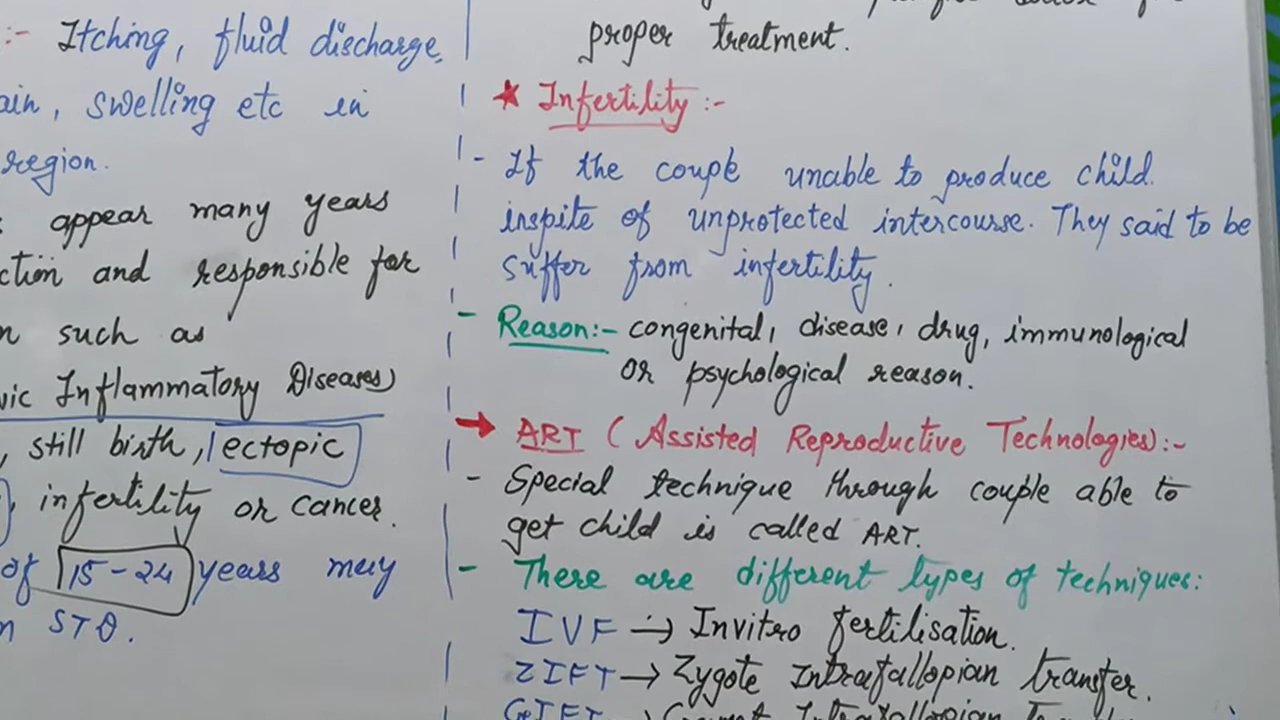 :- Itching, fluid discharge,
, swelling etc in
region.
appear many years
and responsible for
such as
Inflammatory Diseases)
, still birth, ectopic
, infertility or cancer.
of 15-24 years may
STD.
proper treatment.
★ Infertility :-
- If the couple unable to produce child.
inspite of unprotected intercourse. They said to be
suffer from infertility.
- Reason:- congenital, disease, drug, immunological
or psychological reason.
→ ART (Assisted Reproductive Technologies):-
- Special technique through couple able to
get child is called ART.
- There are different types of techniques:
IVF → Invitro fertilisation.
ZIFT → Zygote Intrafallopian transfer.